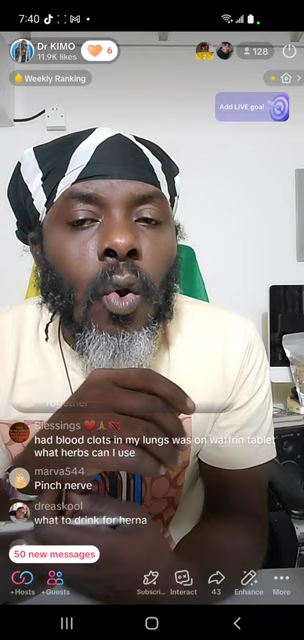 7:40
Dr KIMO
11.9K likes
6
128
Weekly Ranking
Add LIVE goal
Blessings
had blood clots in my lungs was on waffrin tablet
what herbs can I use
marva544
Pinch nerve
dreaskool
what to drink for herna
50 new messages
+Hosts
+Guests
Subscri...
Interact
43
Enhance
More